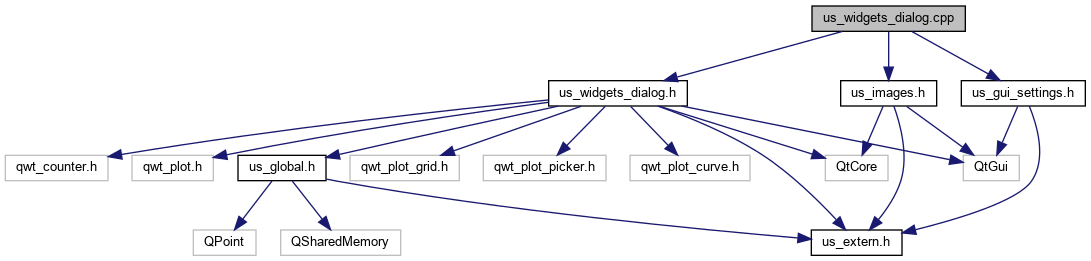 us_widgets_dialog.cpp
us_widgets_dialog.h
us_images.h
us_gui_settings.h
qwt_counter.h
qwt_plot.h
us_global.h
qwt_plot_grid.h
qwt_plot_picker.h
qwt_plot_curve.h
QtCore
QtGui
QPoint
QSharedMemory
us_extern.h